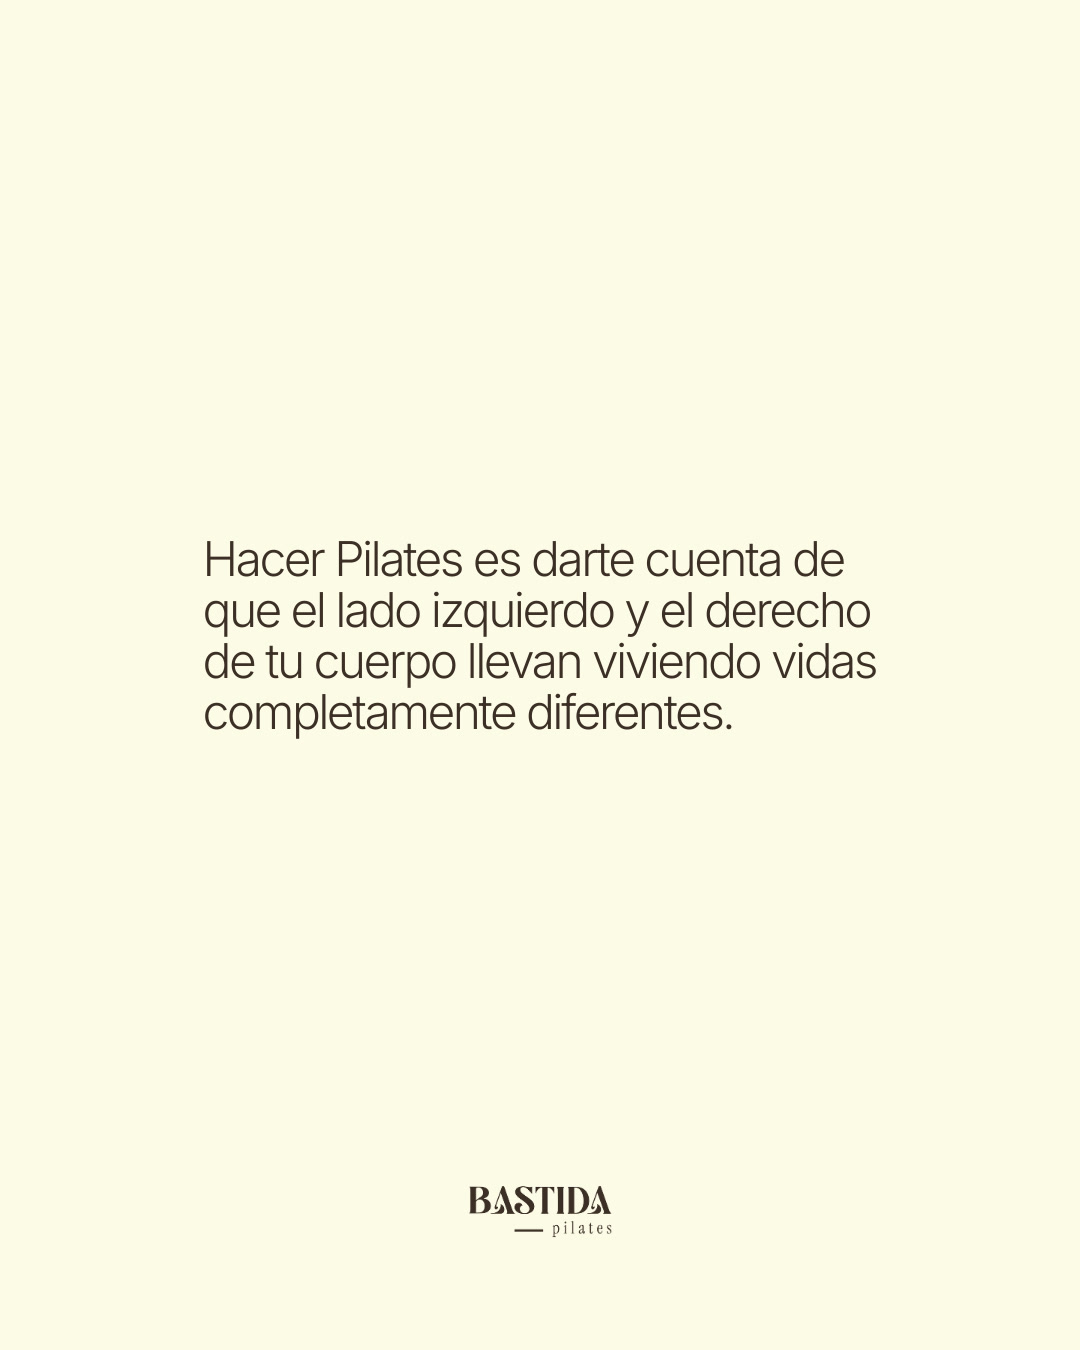 Hacer Pilates es darte cuenta de
que el lado izquierdo y el derecho
de tu cuerpo llevan viviendo vidas
completamente diferentes.
BASTIDA
pilates